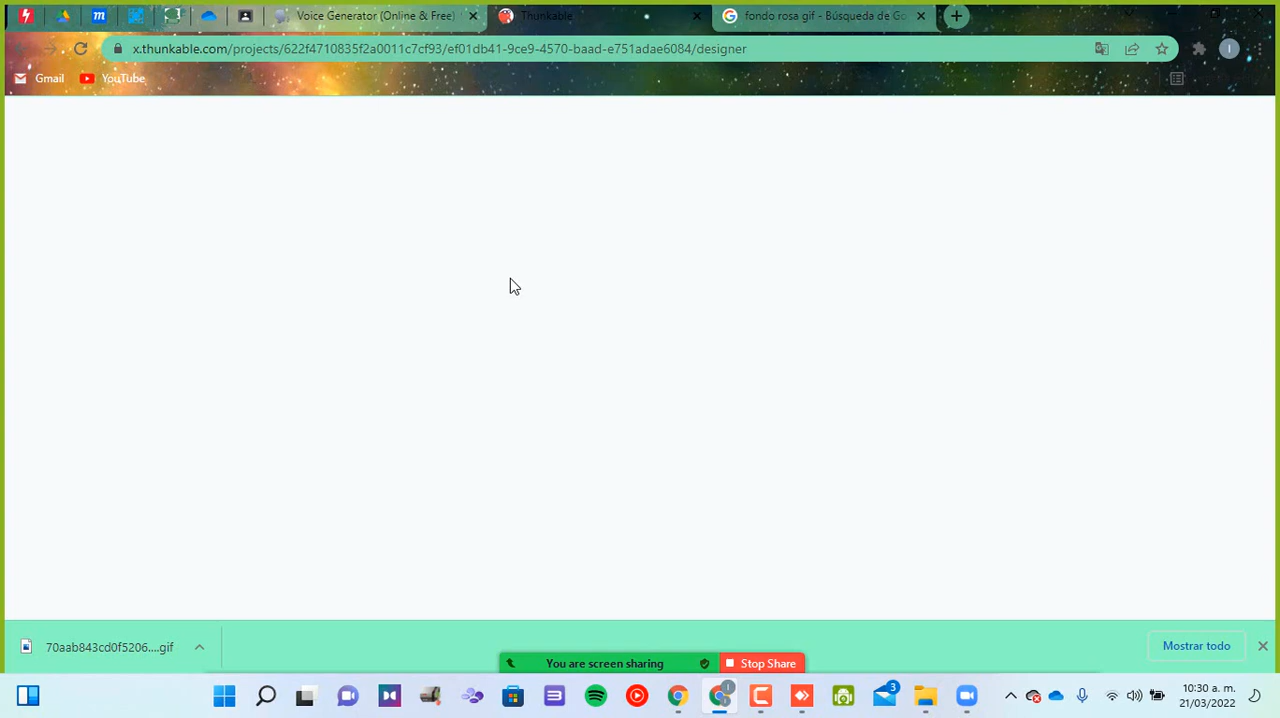 Voice Generator (Online & Free)
Thunkable
fondo rosa gif - Búsqueda de Go
x.thunkable.com/projects/622f4710835f2a0011c7cf93/ef01db41-9ce9-4570-baad-e751adae6084/designer
I
Gmail
YouTube
70aab843cd0f5206....gif
Mostrar todo
You are screen sharing
Stop Share
3
10:30 a. m.
21/03/2022